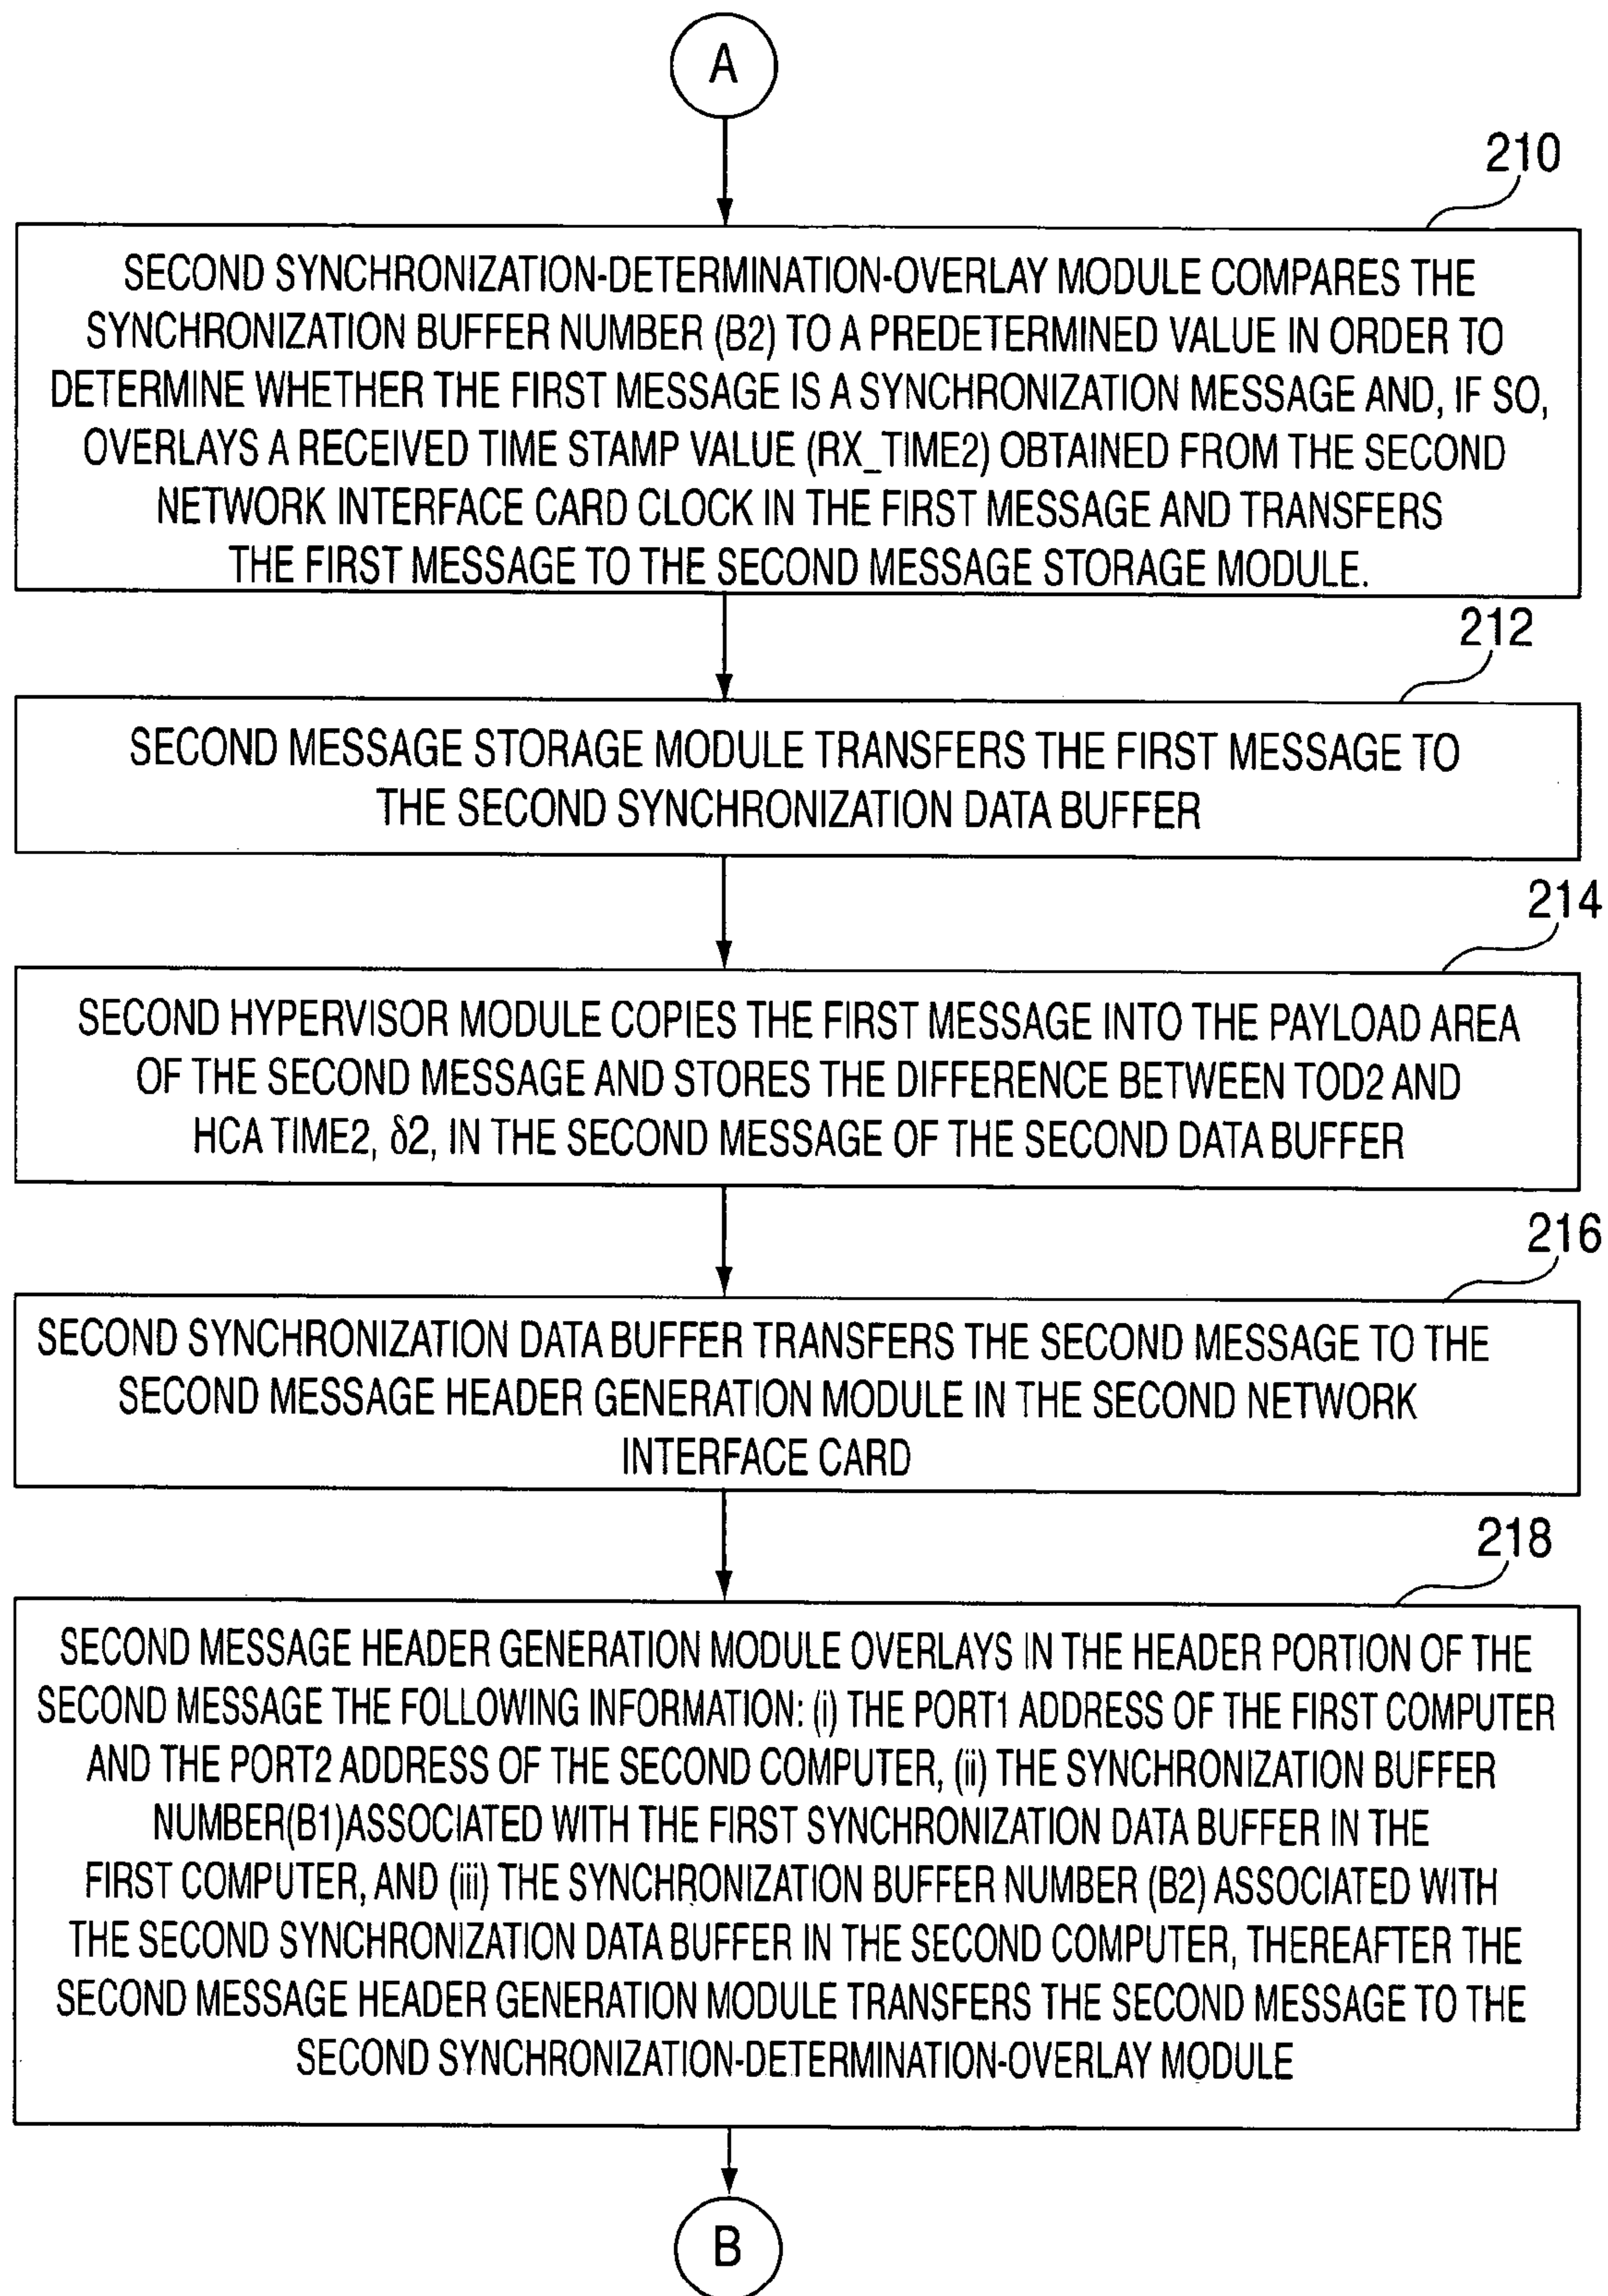 A
210
SECOND SYNCHRONIZATION-DETERMINATION-OVERLAY MODULE COMPARES THE
SYNCHRONIZATION BUFFER NUMBER (B2) TO A PREDETERMINED VALUE IN ORDER TO
DETERMINE WHETHER THE FIRST MESSAGE IS A SYNCHRONIZATION MESSAGE AND, IF SO,
OVERLAYS A RECEIVED TIME STAMP VALUE (RX_TIME2) OBTAINED FROM THE SECOND
NETWORK INTERFACE CARD CLOCK IN THE FIRST MESSAGE AND TRANSFERS
THE FIRST MESSAGE TO THE SECOND MESSAGE STORAGE MODULE.
212
SECOND MESSAGE STORAGE MODULE TRANSFERS THE FIRST MESSAGE TO
THE SECOND SYNCHRONIZATION DATA BUFFER
214
SECOND HYPERVISOR MODULE COPIES THE FIRST MESSAGE INTO THE PAYLOAD AREA
OF THE SECOND MESSAGE AND STORES THE DIFFERENCE BETWEEN TOD2 AND
HCA TIME2, δ2, IN THE SECOND MESSAGE OF THE SECOND DATA BUFFER
216
SECOND SYNCHRONIZATION DATA BUFFER TRANSFERS THE SECOND MESSAGE TO THE
SECOND MESSAGE HEADER GENERATION MODULE IN THE SECOND NETWORK
INTERFACE CARD
218
SECOND MESSAGE HEADER GENERATION MODULE OVERLAYS IN THE HEADER PORTION OF THE
SECOND MESSAGE THE FOLLOWING INFORMATION: (i) THE PORT1 ADDRESS OF THE FIRST COMPUTER
AND THE PORT2 ADDRESS OF THE SECOND COMPUTER, (ii) THE SYNCHRONIZATION BUFFER
NUMBER(B1)ASSOCIATED WITH THE FIRST SYNCHRONIZATION DATA BUFFER IN THE
FIRST COMPUTER, AND (iii) THE SYNCHRONIZATION BUFFER NUMBER (B2) ASSOCIATED WITH
THE SECOND SYNCHRONIZATION DATA BUFFER IN THE SECOND COMPUTER, THEREAFTER THE
SECOND MESSAGE HEADER GENERATION MODULE TRANSFERS THE SECOND MESSAGE TO THE
SECOND SYNCHRONIZATION-DETERMINATION-OVERLAY MODULE
B